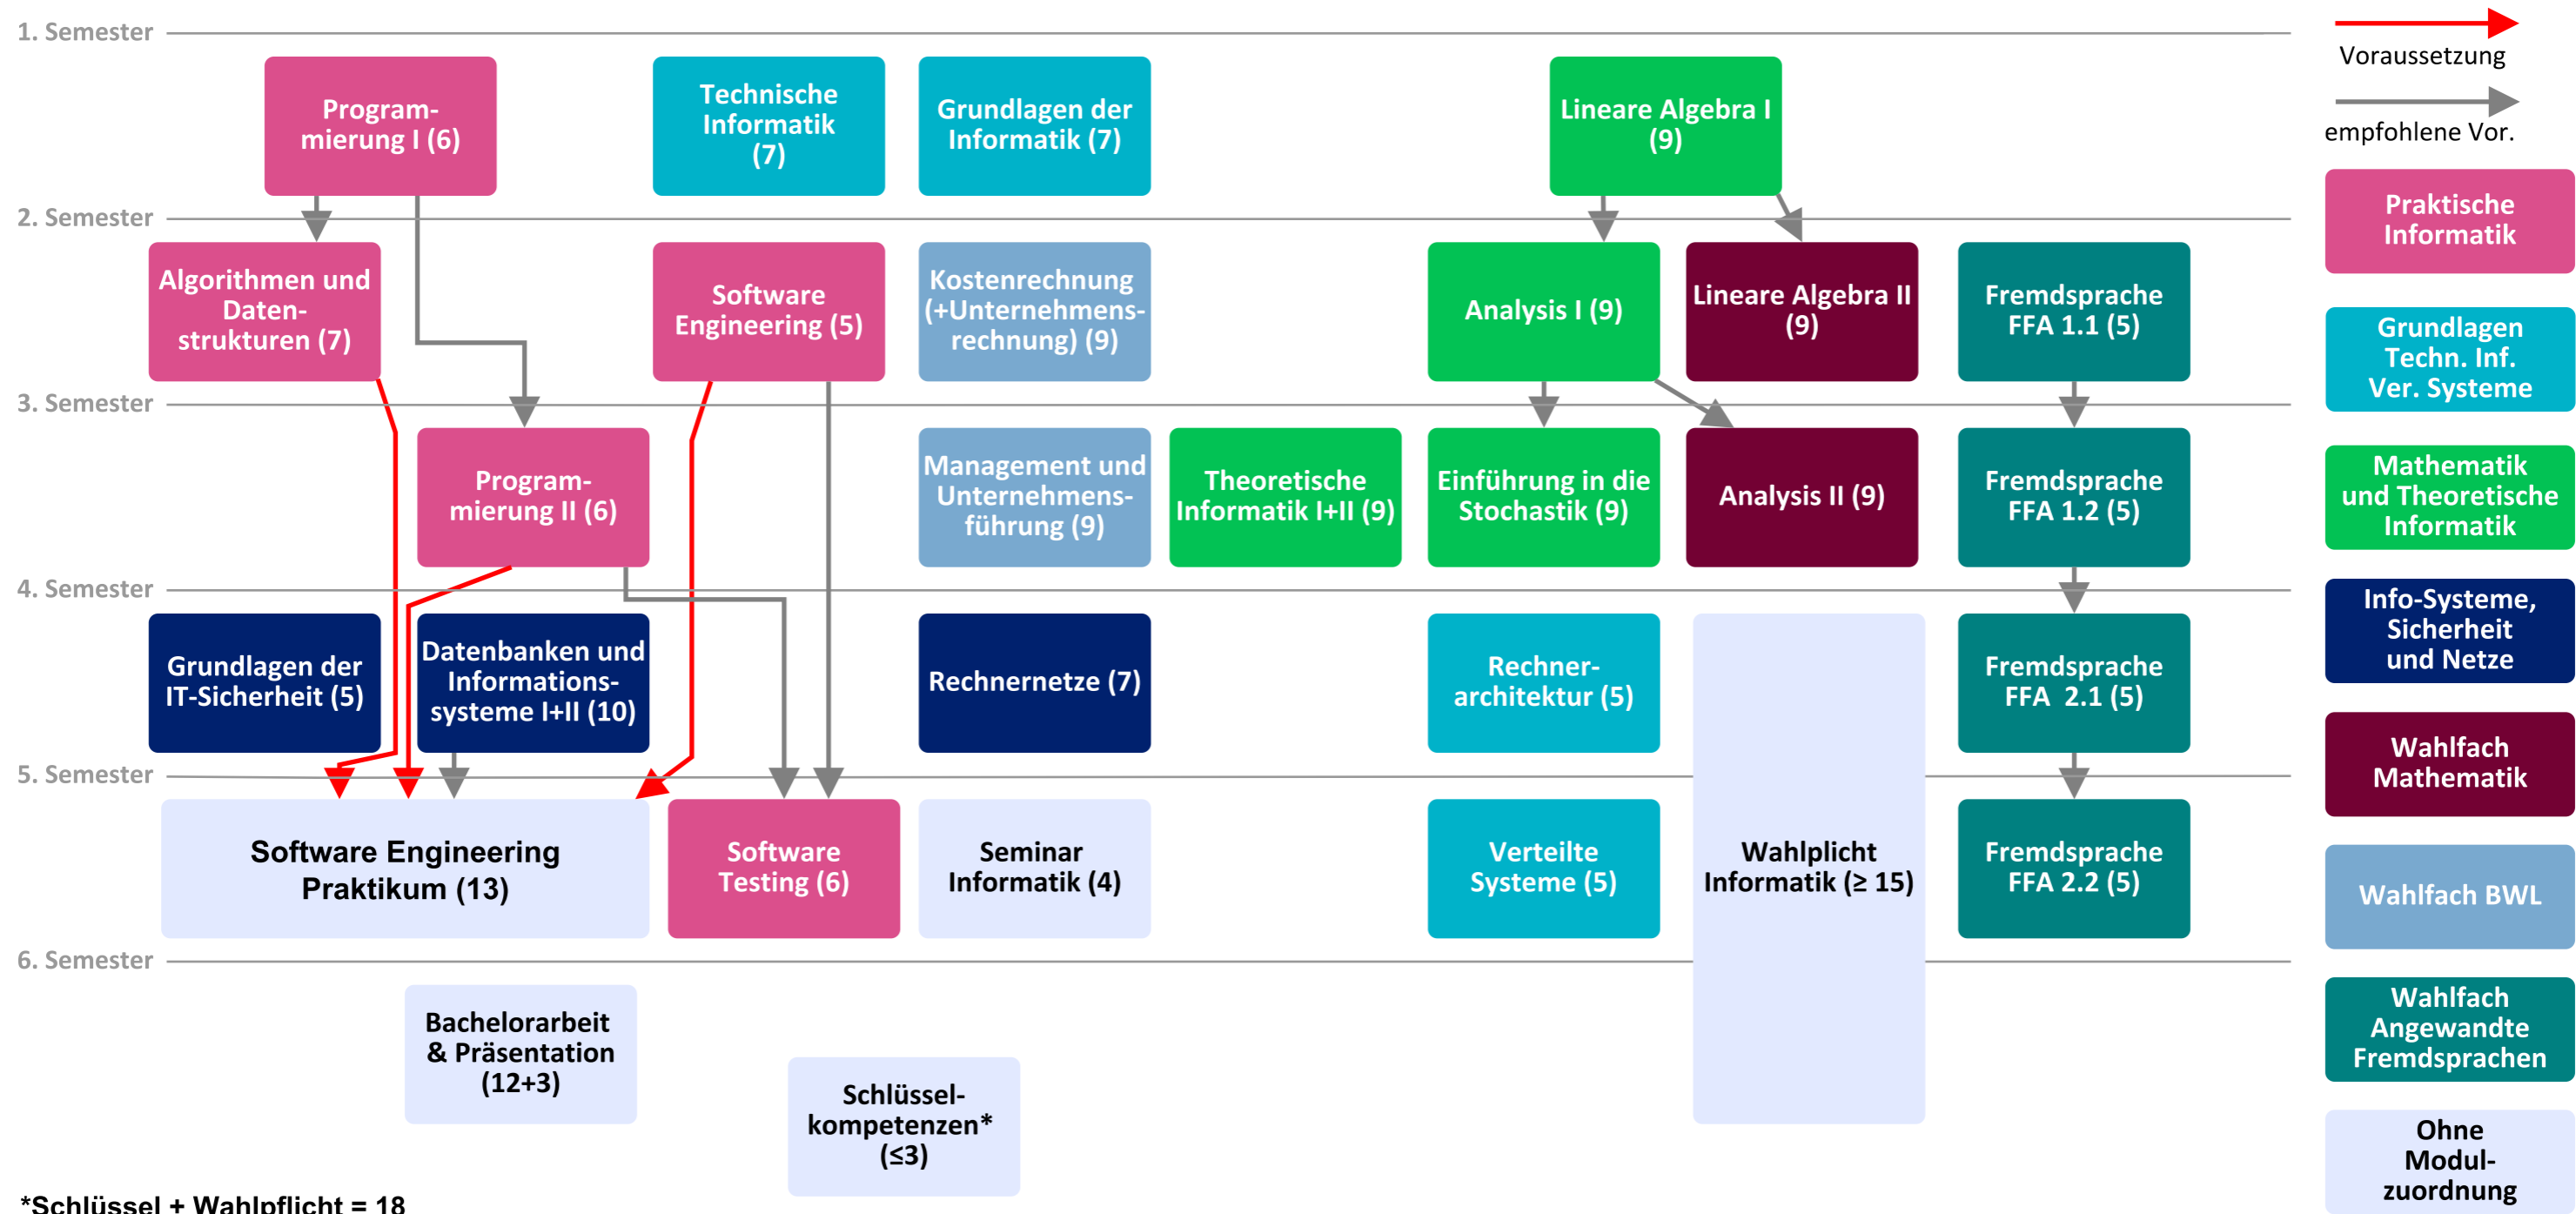 1. Semester
Program-
mierung I (6)
Technische
Informatik
(7)
Grundlagen der
Informatik (7)
Lineare Algebra I
(9)
2. Semester
Algorithmen und
Daten-
strukturen (7)
Software
Engineering (5)
Kostenrechnung
(+Unternehmens-
rechnung) (9)
Analysis I (9)
Lineare Algebra II
(9)
Fremdsprache
FFA 1.1 (5)
3. Semester
Program-
mierung II (6)
Management und
Unternehmens-
führung (9)
Theoretische
Informatik I+II (9)
Einführung in die
Stochastik (9)
Analysis II (9)
Fremdsprache
FFA 1.2 (5)
4. Semester
Grundlagen der
IT-Sicherheit (5)
Datenbanken und
Informations-
systeme I+II (10)
Rechnernetze (7)
Rechner-
architektur (5)
Fremdsprache
FFA 2.1 (5)
5. Semester
Software Engineering
Praktikum (13)
Software
Testing (6)
Seminar
Informatik (4)
Verteilte
Systeme (5)
Wahlplicht
Informatik (≥ 15)
Fremdsprache
FFA 2.2 (5)
6. Semester
Bachelorarbeit
& Präsentation
(12+3)
Schlüssel-
kompetenzen*
(≤3)
*Schlüssel + Wahlpflicht = 18
Voraussetzung
empfohlene Vor.
Praktische
Informatik
Grundlagen
Techn. Inf.
Ver. Systeme
Mathematik
und Theoretische
Informatik
Info-Systeme,
Sicherheit
und Netze
Wahlfach
Mathematik
Wahlfach BWL
Wahlfach
Angewandte
Fremdsprachen
Ohne
Modul-
zuordnung